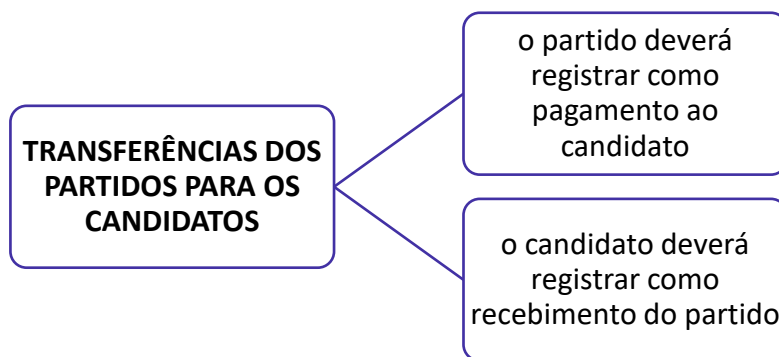 TRANSFERÊNCIAS DOS
PARTIDOS PARA OS
CANDIDATOS
o partido deverá
registrar como
pagamento ao
candidato
o candidato deverá
registrar como
recebimento do partido